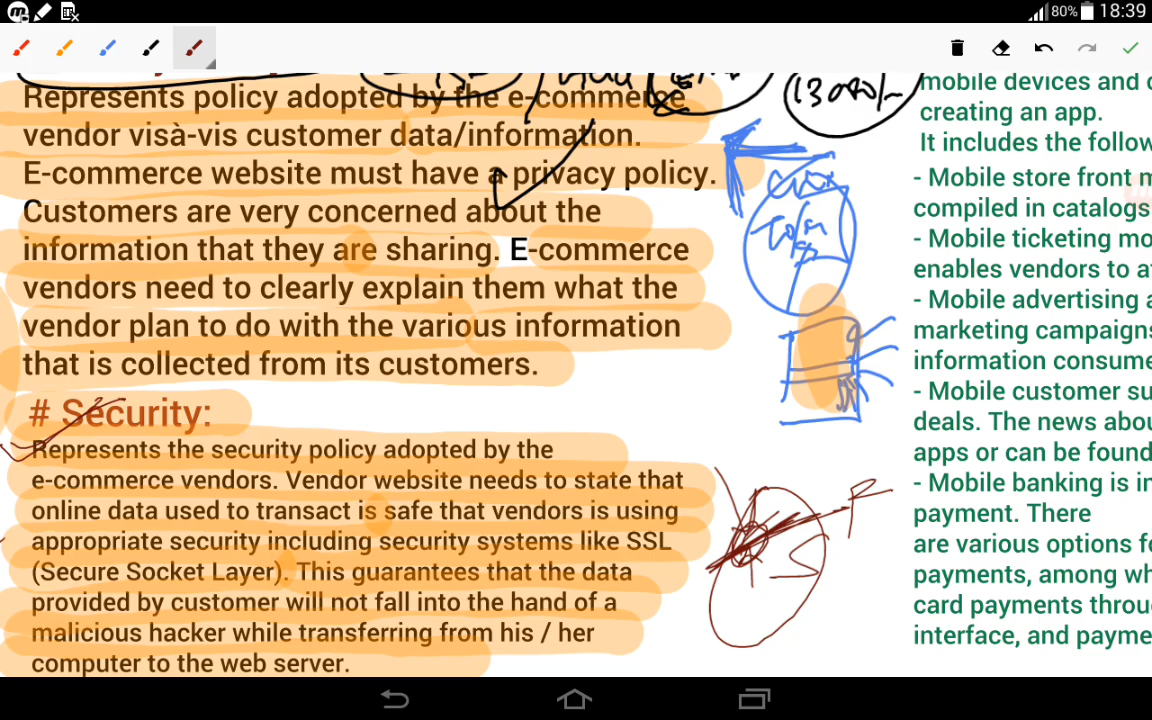 80% 18:39
Represents policy adopted by the e-commerce
vendor visà-vis customer data/information.
E-commerce website must have a privacy policy.
Customers are very concerned about the
information that they are sharing. E-commerce
vendors need to clearly explain them what the
vendor plan to do with the various information
that is collected from its customers.
# Security:
Represents the security policy adopted by the
e-commerce vendors. Vendor website needs to state that
online data used to transact is safe that vendors is using
appropriate security including security systems like SSL
(Secure Socket Layer). This guarantees that the data
provided by customer will not fall into the hand of a
malicious hacker while transferring from his / her
computer to the web server.
mobile devices and
creating an app.
It includes the follow
- Mobile store front m
compiled in catalogs
- Mobile ticketing mo
enables vendors to a
- Mobile advertising a
marketing campaigns
information consume
- Mobile customer su
deals. The news abou
apps or can be found
- Mobile banking is in
payment. There
are various options fo
payments, among wh
card payments throu
interface, and payme